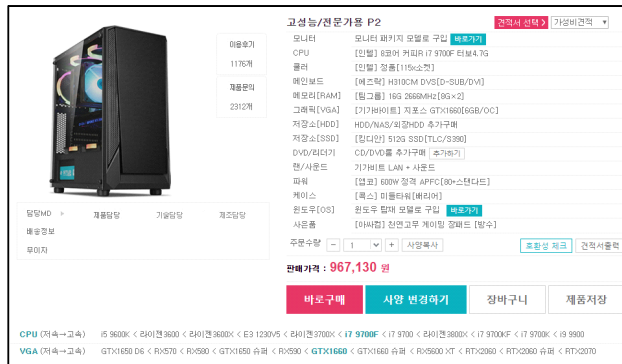 고성능/전문가용 P2
견적서 선택 > 가성비견적
모니터 모니터 패키지 모델로 구입 바로가기
CPU [인텔] 8코어 커피R i7 9700F 터보4.7G
쿨러 [인텔] 정품[115x소켓]
메인보드 [에즈락] H310CM DVS[D-SUB/DVI]
메모리[RAM] [팀그룹] 16G 2666MHz[8G×2]
그래픽[VGA] [기가바이트] 지포스 GTX1660[6GB/OC]
저장소[HDD] HDD/NAS/외장HDD 추가구매
저장소[SSD] [킹디안] 512G SSD[TLC/S390]
DVD/리더기 CD/DVD롬 추가구매 추가하기
랜/사운드 기가비트 LAN + 사운드
파워 [앱코] 600W 정격 APFC[80+스탠다드]
케이스 [콕스] 미들타워[배리어]
윈도우[OS] 윈도우 탑재 모델로 구입 바로가기
사은품 [아싸컴] 천연고무 게이밍 장패드 [방수]
주문수량 - 1 + 사양복사 호환성 체크 견적서출력
판매가격 : 967,130 원
바로구매 사양 변경하기 장바구니 제품저장
이용후기
1176개
제품문의
2312개
담당MD > 제품담당 기술담당 제조담당
배송정보
무이자
CPU (저속→고속) i5 9600K < 라이젠3600 < 라이젠3600X < E3 1230V5 < 라이젠3700X < i7 9700F < i7 9700 < 라이젠3800X < i7 9700KF < i7 9700K < i9 9900
VGA (저속→고속) GTX1650 D6 < RX570 < RX580 < GTX1650 슈퍼 < RX590 < GTX1660 < GTX1660 슈퍼 < RX5600 XT < RTX2060 < RTX2060 슈퍼 < RTX2070